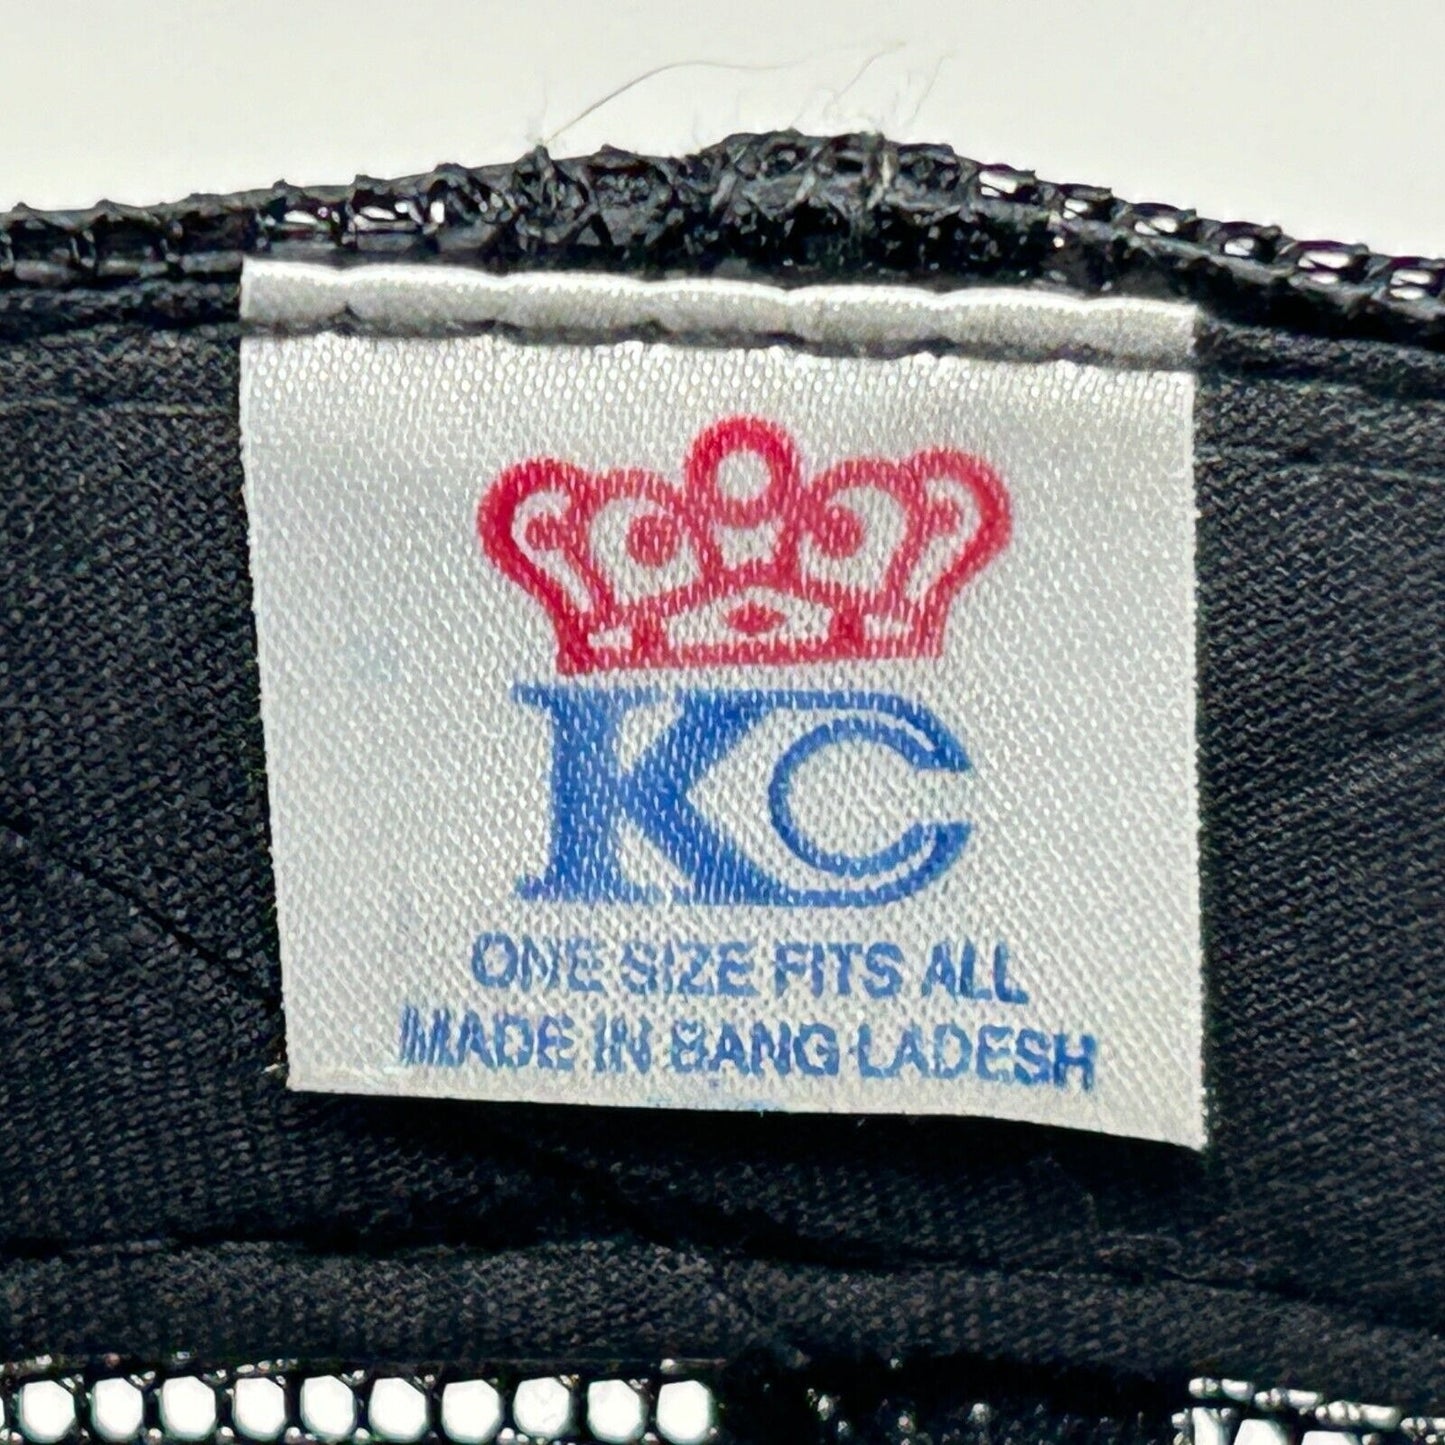 KC
ONE SIZE FITS ALL
MADE IN BANG LADESH